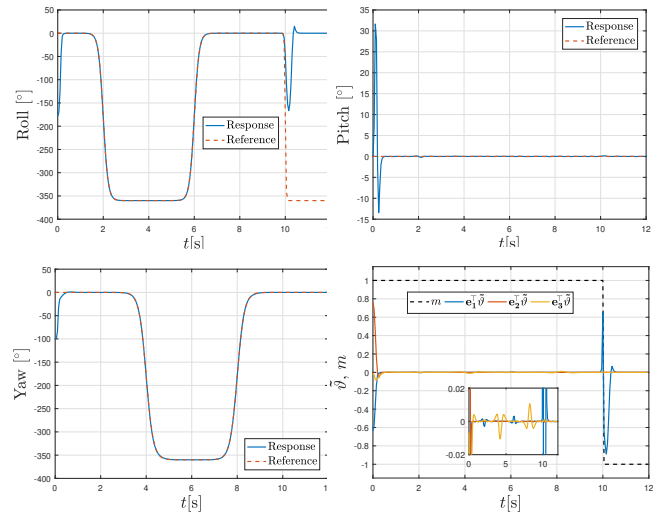 50
0
-50
-100
-150
-200
-250
-300
-350
-400
0 2 4 6 8 10
Roll [°]
t[s]
Response
Reference
35
30
25
20
15
10
5
0
-5
-10
-15
0 2 4 6 8 10 12
Pitch [°]
t[s]
Response
Reference
50
0
-50
-100
-150
-200
-250
-300
-350
-400
0 2 4 6 8 10 1
Yaw [°]
t[s]
Response
Reference
1
0.8
0.6
0.4
0.2
0
-0.2
-0.4
-0.6
-0.8
-1
0 2 4 6 8 10 12
ϑ̃, m
t[s]
m e₁⊤ϑ̃ e₂⊤ϑ̃ e₃⊤ϑ̃
0.02
0
-0.02
0 5 10